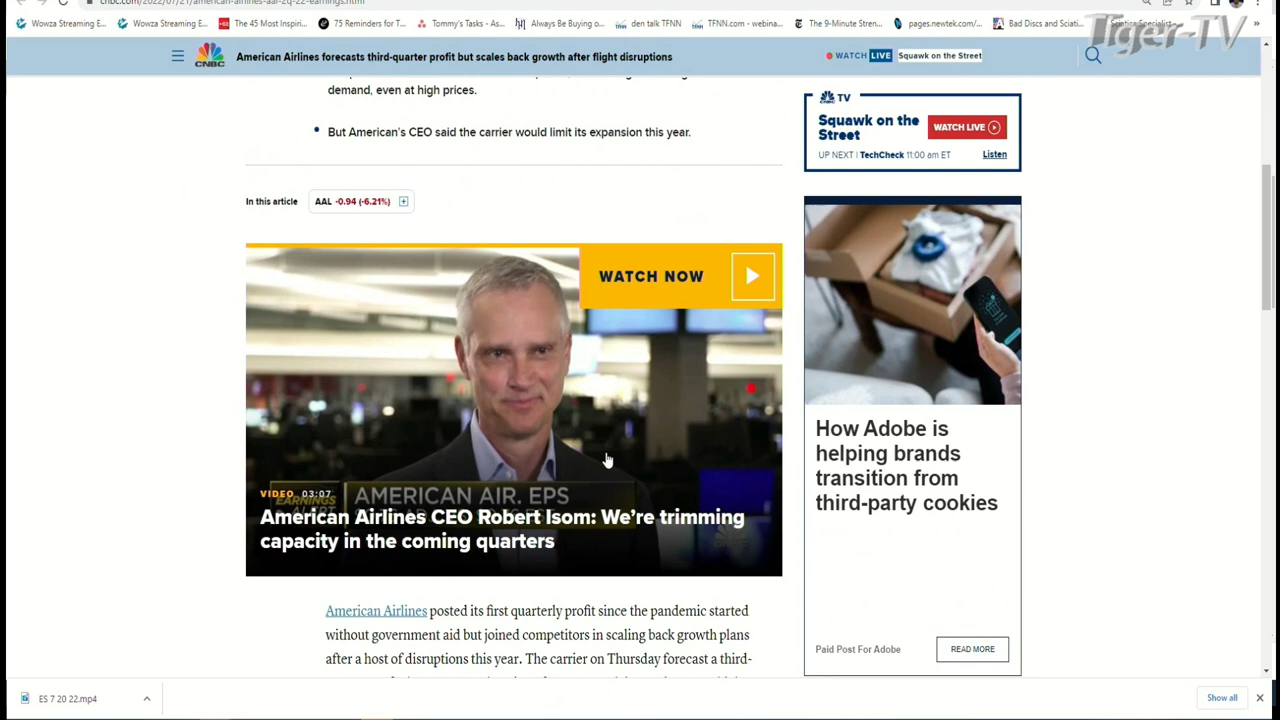 cnbc.com/2022/07/21/american-airlines-aal-2q-22-earnings.html
Wowza Streaming E...
Wowza Streaming E...
The 45 Most Inspiri...
75 Reminders for T...
Tommy's Tasks - As...
Always Be Buying o...
den talk TFNN
TFNN.com - webina...
The 9-Minute Stren...
pages.newtek.com/...
Bad Discs and Sciati...
Sciatica Specialist...
»
Tiger-TV
CNBC
American Airlines forecasts third-quarter profit but scales back growth after flight disruptions
WATCH LIVE
Squawk on the Street
demand, even at high prices.
But American's CEO said the carrier would limit its expansion this year.
In this article
AAL -0.94 (-6.21%)
CNBC TV
Squawk on the
Street
WATCH LIVE
UP NEXT | TechCheck 11:00 am ET
Listen
WATCH NOW
VIDEO 03:07
EARNINGS
ALERT
AMERICAN AIR. EPS
American Airlines CEO Robert Isom: We're trimming
capacity in the coming quarters
How Adobe is
helping brands
transition from
third-party cookies
Paid Post For Adobe
READ MORE
American Airlines posted its first quarterly profit since the pandemic started
without government aid but joined competitors in scaling back growth plans
after a host of disruptions this year. The carrier on Thursday forecast a third-
ES 7 20 22.mp4
Show all